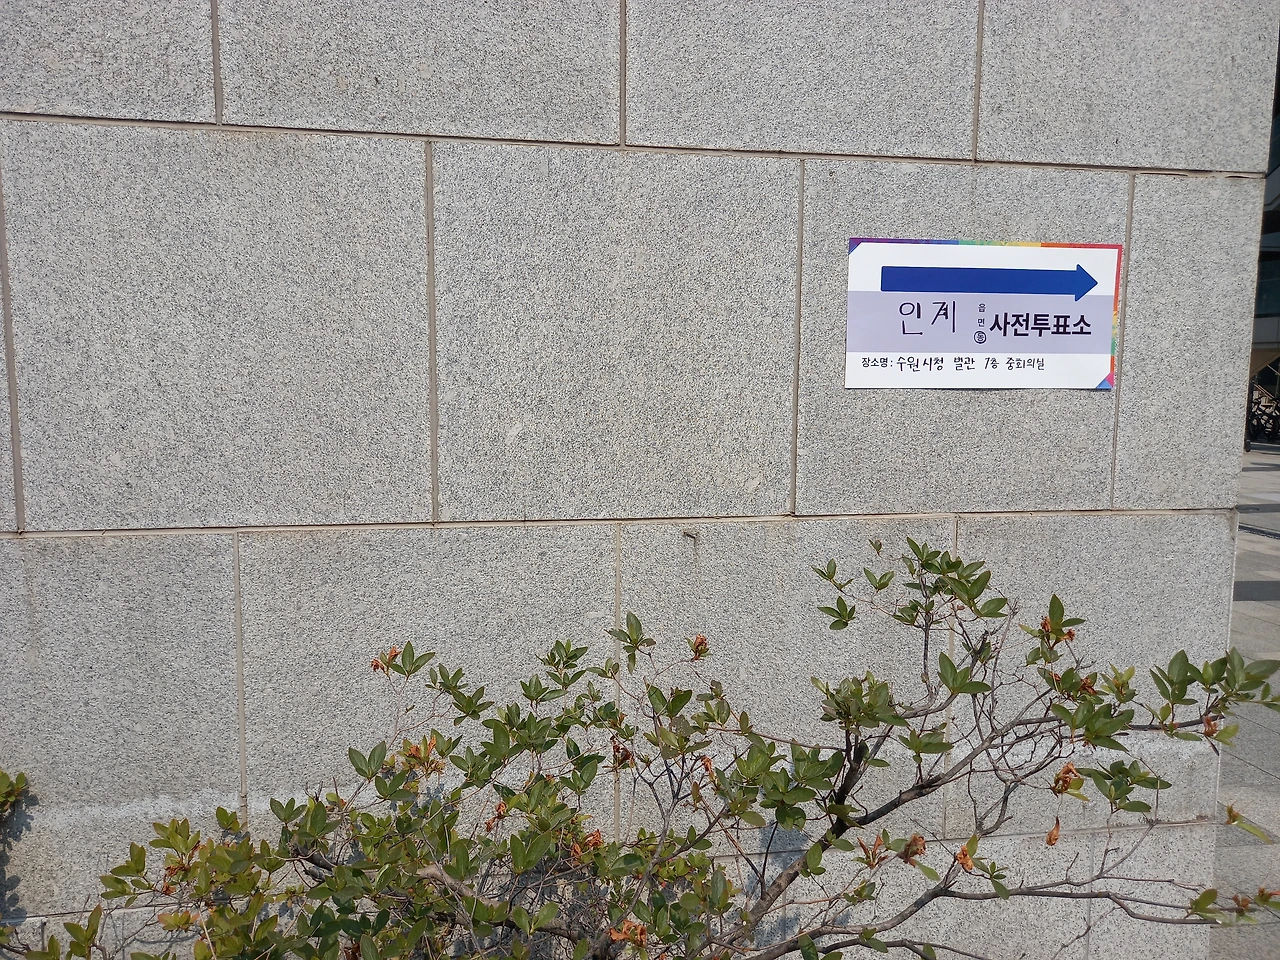 인계 읍 면 동 사전투표소
장소명: 수원시청 별관 7층 중회의실